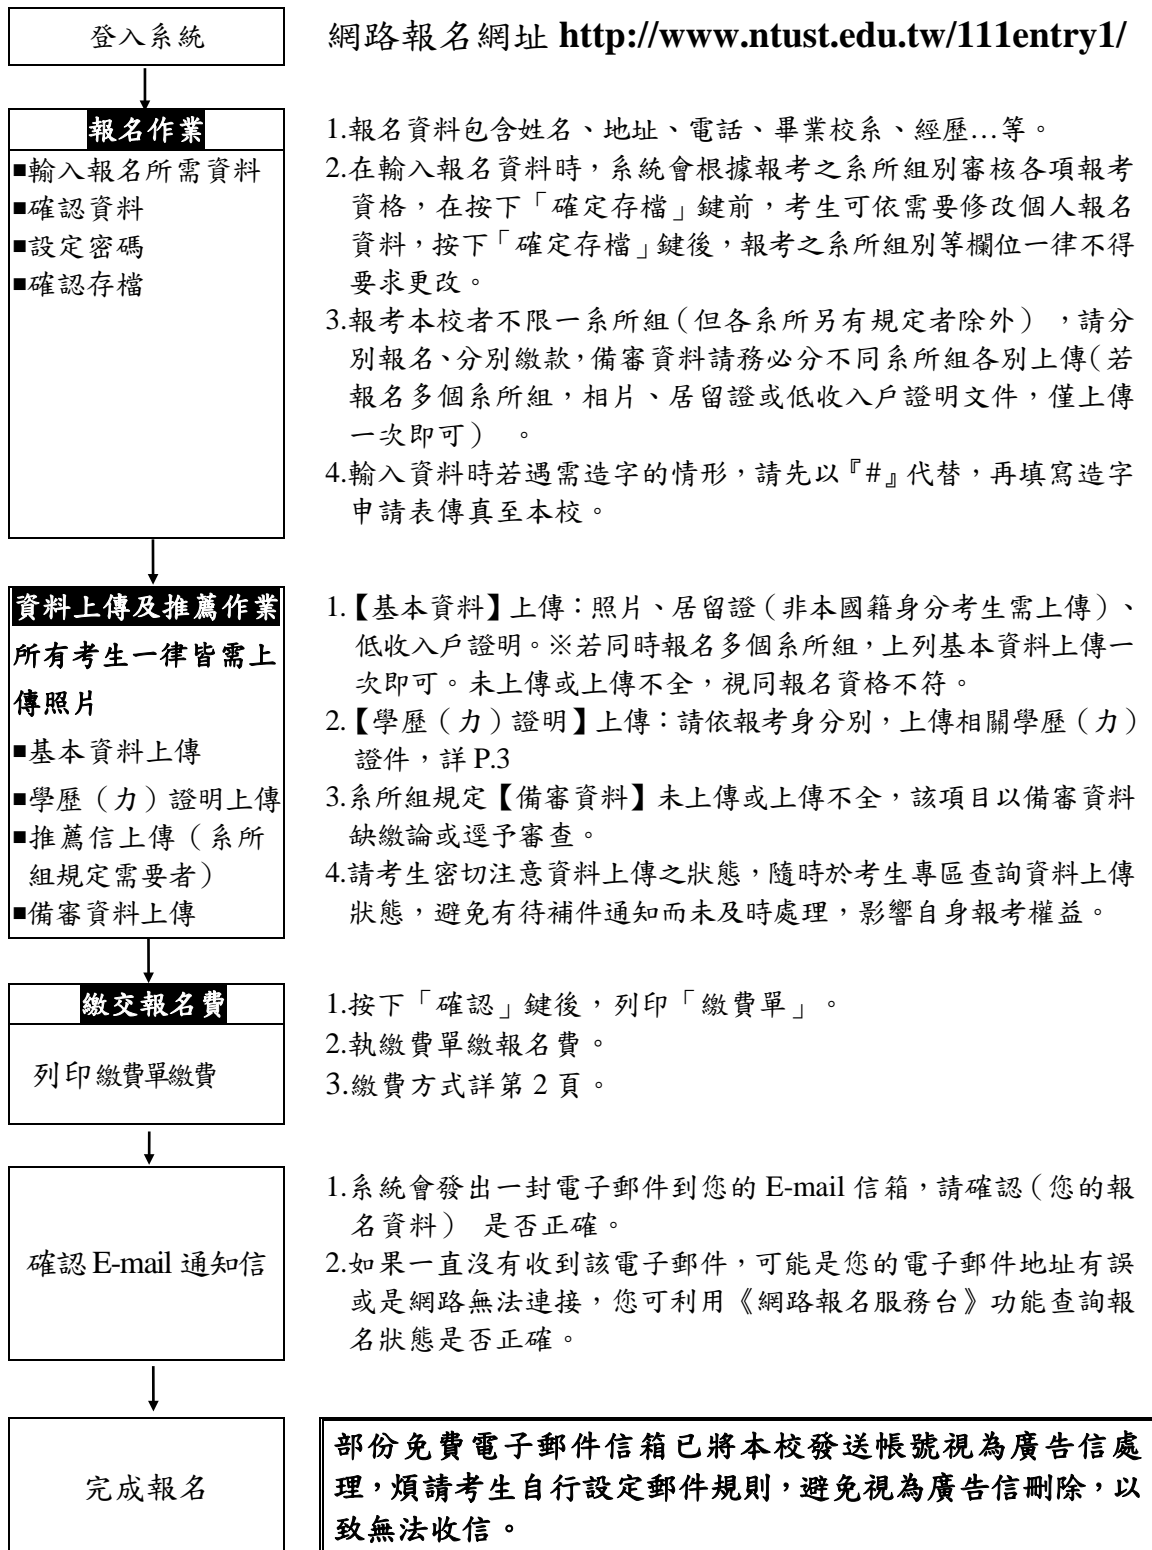 登入系統
網路報名網址 http://www.ntust.edu.tw/111entry1/
報名作業
■輸入報名所需資料
■確認資料
■設定密碼
■確認存檔
1.報名資料包含姓名、地址、電話、畢業校系、經歷…等。
2.在輸入報名資料時，系統會根據報考之系所組別審核各項報考
資格，在按下「確定存檔」鍵前，考生可依需要修改個人報名
資料，按下「確定存檔」鍵後，報考之系所組別等欄位一律不得
要求更改。
3.報考本校者不限一系所組（但各系所另有規定者除外），請分
別報名、分別繳款，備審資料請務必分不同系所組各別上傳（若
報名多個系所組，相片、居留證或低收入戶證明文件，僅上傳
一次即可）。
4.輸入資料時若遇需造字的情形，請先以『#』代替，再填寫造字
申請表傳真至本校。
資料上傳及推薦作業
所有考生一律皆需上
傳照片
■基本資料上傳
■學歷（力）證明上傳
■推薦信上傳（系所
組規定需要者）
■備審資料上傳
1.【基本資料】上傳：照片、居留證（非本國籍身分考生需上傳）、
低收入戶證明。※若同時報名多個系所組，上列基本資料上傳一
次即可。未上傳或上傳不全，視同報名資格不符。
2.【學歷（力）證明】上傳：請依報考身分別，上傳相關學歷（力）
證件，詳 P.3
3.系所組規定【備審資料】未上傳或上傳不全，該項目以備審資料
缺繳論或逕予審查。
4.請考生密切注意資料上傳之狀態，隨時於考生專區查詢資料上傳
狀態，避免有待補件通知而未及時處理，影響自身報考權益。
繳交報名費
列印繳費單繳費
1.按下「確認」鍵後，列印「繳費單」。
2.執繳費單繳報名費。
3.繳費方式詳第 2 頁。
確認 E-mail 通知信
1.系統會發出一封電子郵件到您的 E-mail 信箱，請確認（您的報
名資料） 是否正確。
2.如果一直沒有收到該電子郵件，可能是您的電子郵件地址有誤
或是網路無法連接，您可利用《網路報名服務台》功能查詢報
名狀態是否正確。
完成報名
部份免費電子郵件信箱已將本校發送帳號視為廣告信處
理，煩請考生自行設定郵件規則，避免視為廣告信刪除，以
致無法收信。